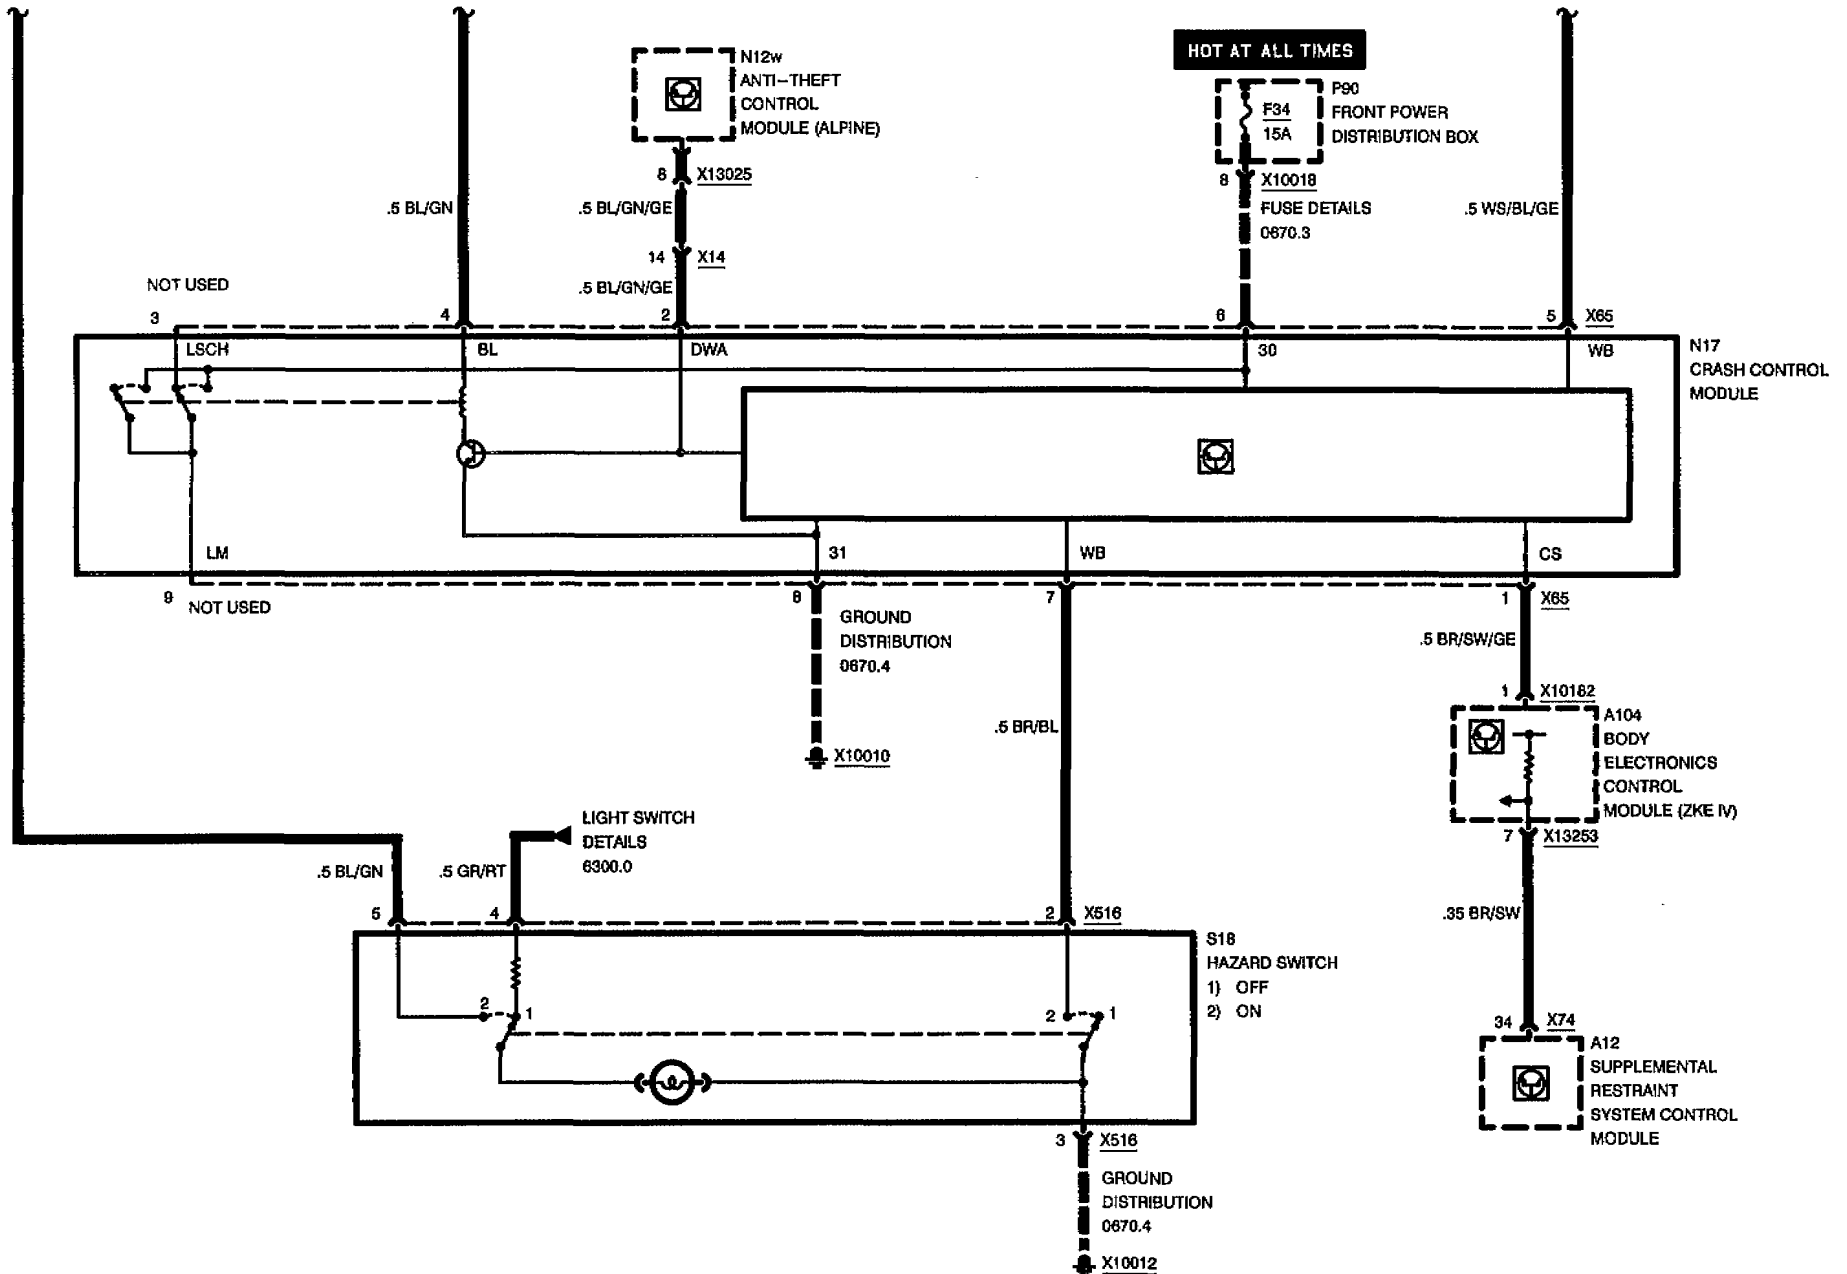 HOT AT ALL TIMES
N12w
ANTI-THEFT
CONTROL
MODULE (ALPINE)
P90
FRONT POWER
DISTRIBUTION BOX
F34
15A
8 X13025
8 X10018
.5 BL/GN
.5 BL/GN/GE
FUSE DETAILS
0670.3
.5 WS/BL/GE
14 X14
.5 BL/GN/GE
NOT USED
3 4 2 6 5 X65
LSCH BL DWA 30 WB
N17
CRASH CONTROL
MODULE
LM 31 WB CS
9 NOT USED
8 7 1 X65
GROUND
DISTRIBUTION
0670.4
.5 BR/SW/GE
1 X10182
.5 BR/BL
X10010
A104
BODY
ELECTRONICS
CONTROL
MODULE (ZKE IV)
LIGHT SWITCH
DETAILS
6300.0
7 X13253
.5 BL/GN .5 GR/RT
.35 BR/SW
5 4 2 X516
S18
HAZARD SWITCH
1) OFF
2) ON
2 1 2 1
34 X74
A12
SUPPLEMENTAL
RESTRAINT
SYSTEM CONTROL
MODULE
3 X516
GROUND
DISTRIBUTION
0670.4
X10012